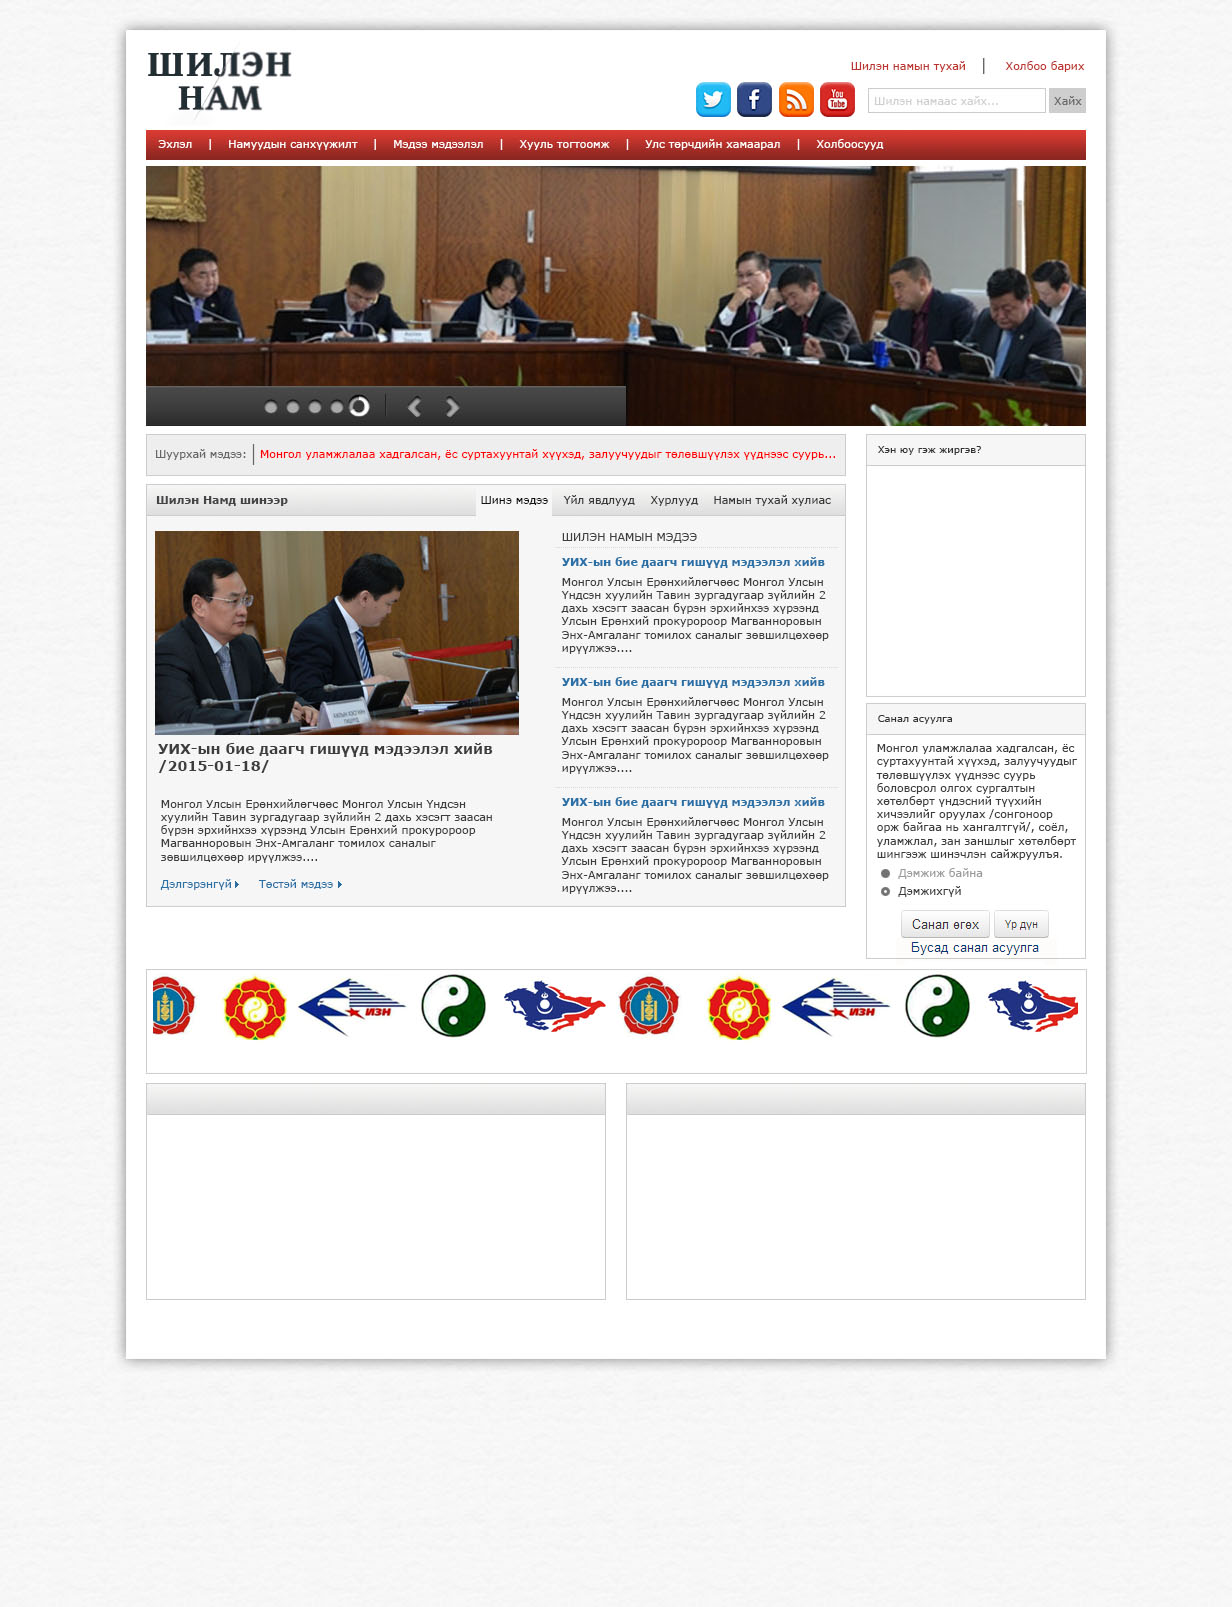 ШИЛЭН
НАМ
Шилэн намын тухай | Холбоо барих
You
Tube
Шилэн намаас хайх... Хайх
Эхлэл | Намуудын санхүүжилт | Мэдээ мэдээлэл | Хууль тогтоомж | Улс төрчдийн хамаарал | Холбоосууд
Шуурхай мэдээ: | Монгол уламжлалаа хадгалсан, ёс суртахуунтай хүүхэд, залуучуудыг төлөвшүүлэх үүднээс суурь...
Шилэн Намд шинээр
Шинэ мэдээ Үйл явдлууд Хурлууд Намын тухай хулиас
УИХ-ын бие даагч гишүүд мэдээлэл хийв
/2015-01-18/
Монгол Улсын Ерөнхийлөгчөөс Монгол Улсын Үндсэн
хуулийн Тавин зургадугаар зүйлийн 2 дахь хэсэгт заасан
бүрэн эрхийнхээ хүрээнд Улсын Ерөнхий прокуророор
Магванноровын Энх-Амгаланг томилох саналыг
зөвшилцөхөөр ирүүлжээ....
Дэлгэрэнгүй Төстэй мэдээ
ШИЛЭН НАМЫН МЭДЭЭ
УИХ-ын бие даагч гишүүд мэдээлэл хийв
Монгол Улсын Ерөнхийлөгчөөс Монгол Улсын
Үндсэн хуулийн Тавин зургадугаар зүйлийн 2
дахь хэсэгт заасан бүрэн эрхийнхээ хүрээнд
Улсын Ерөнхий прокуророор Магванноровын
Энх-Амгаланг томилох саналыг зөвшилцөхөөр
ирүүлжээ....
УИХ-ын бие даагч гишүүд мэдээлэл хийв
Монгол Улсын Ерөнхийлөгчөөс Монгол Улсын
Үндсэн хуулийн Тавин зургадугаар зүйлийн 2
дахь хэсэгт заасан бүрэн эрхийнхээ хүрээнд
Улсын Ерөнхий прокуророор Магванноровын
Энх-Амгаланг томилох саналыг зөвшилцөхөөр
ирүүлжээ....
УИХ-ын бие даагч гишүүд мэдээлэл хийв
Монгол Улсын Ерөнхийлөгчөөс Монгол Улсын
Үндсэн хуулийн Тавин зургадугаар зүйлийн 2
дахь хэсэгт заасан бүрэн эрхийнхээ хүрээнд
Улсын Ерөнхий прокуророор Магванноровын
Энх-Амгаланг томилох саналыг зөвшилцөхөөр
ирүүлжээ....
Хэн юу гэж жиргэв?
Санал асуулга
Монгол уламжлалаа хадгалсан, ёс
суртахуунтай хүүхэд, залуучуудыг
төлөвшүүлэх үүднээс суурь
боловсрол олгох сургалтын
хөтөлбөрт үндэсний түүхийн
хичээлийг оруулах /сонгоноор
орж байгаа нь хангалтгүй/, соёл,
уламжлал, зан заншлыг хөтөлбөрт
шингээж шинэчлэн сайжруулъя.
Дэмжиж байна
Дэмжихгүй
Санал өгөх Үр дүн
Бусад санал асуулга
ИЗН
ИЗН